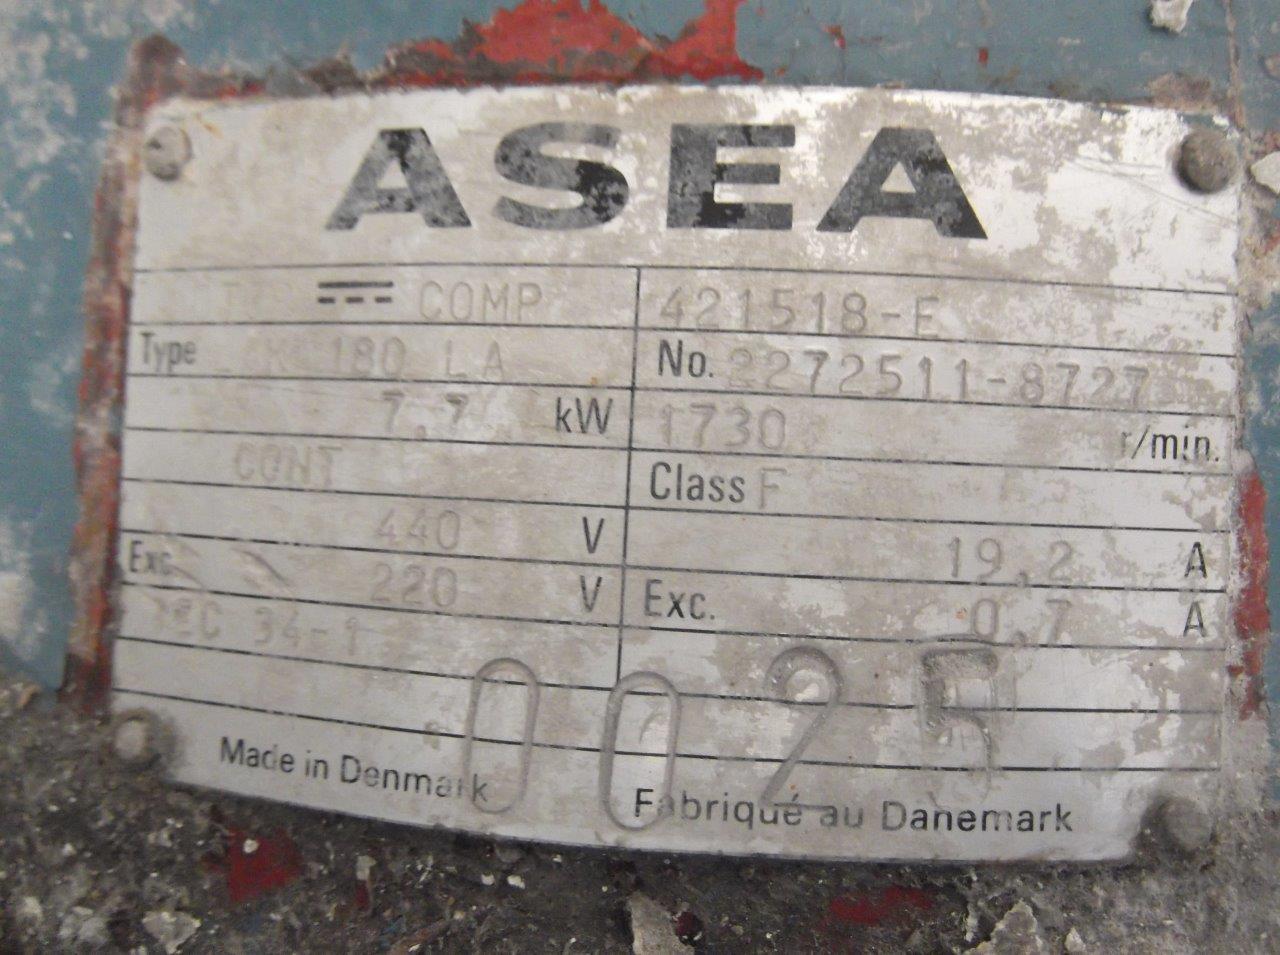 ASEA
COMP 421518-E
Type 180 LA No. 2272511-8727
7,7 kW 1730 r/min.
CONT Class F
440 V 19,2 A
Exc. 220 V Exc. 0,7 A
IEC 34-1
0025
Made in Denmark Fabriqué au Danemark